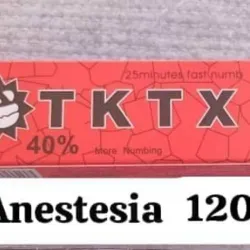 25minutes fast numb
TKTX
40%
More Numbing
Anestesia 120